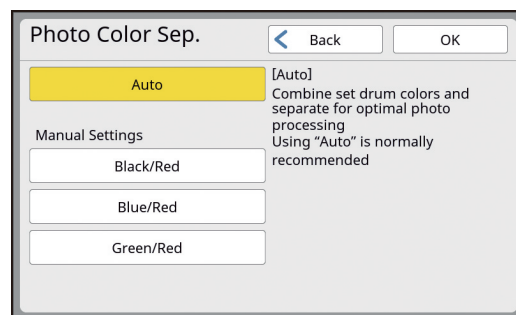 Photo Color Sep.
Back
OK
Auto
Manual Settings
Black/Red
Blue/Red
Green/Red
[Auto]
Combine set drum colors and
separate for optimal photo
processing
Using “Auto” is normally
recommended